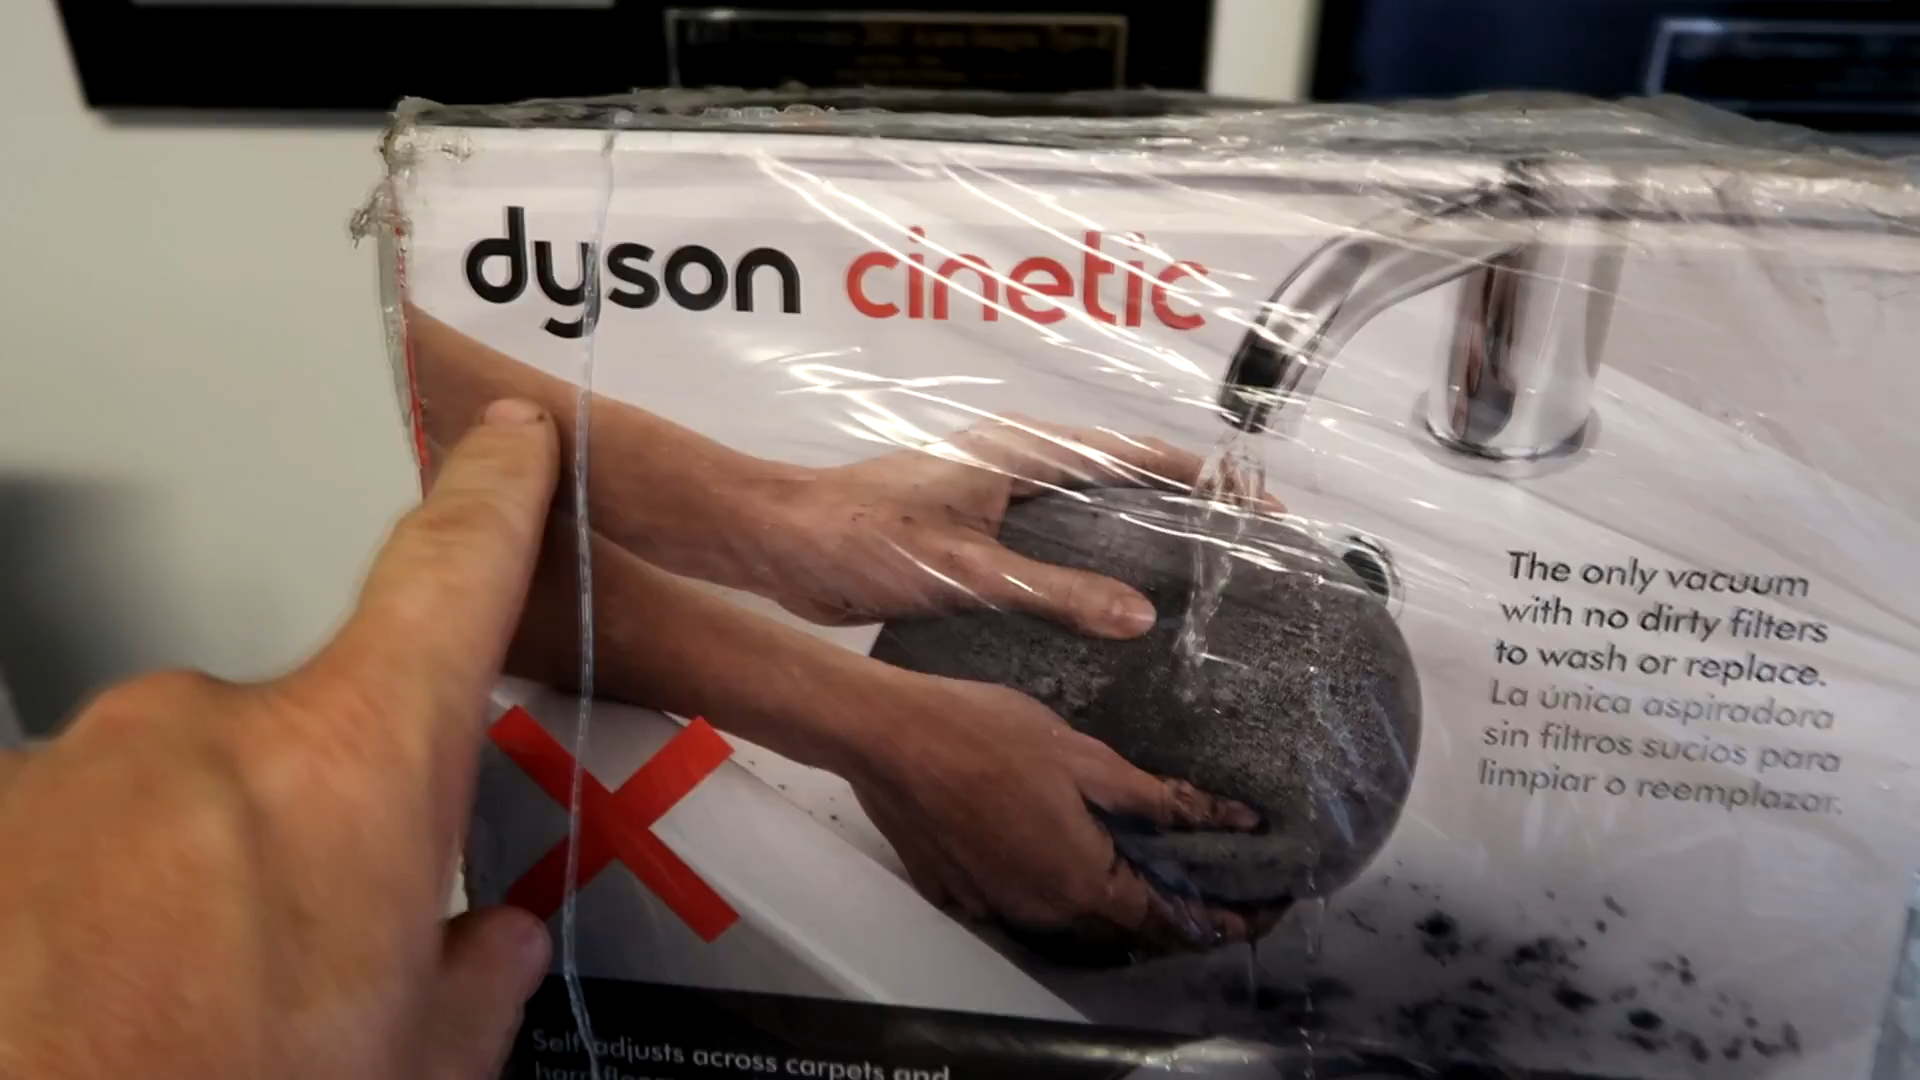 dyson cinetic
The only vacuum
with no dirty filters
to wash or replace.
La única aspiradora
sin filtros sucios para
limpiar o reemplazar.
Self adjusts across carpets and